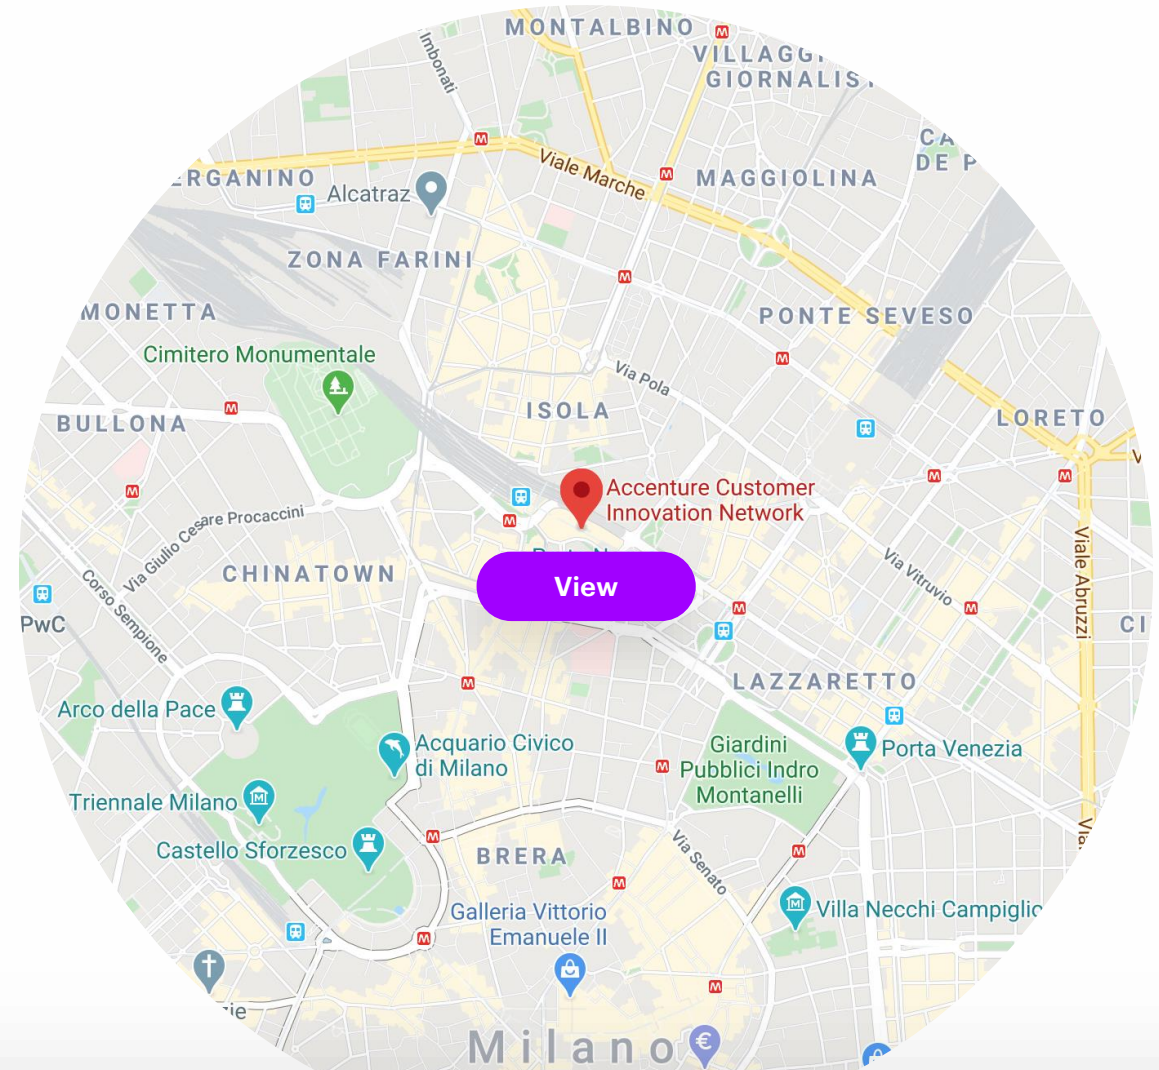 MONTALBINO
Imbonati
VILLAGGI
GIORNALIS
CA
DE P
Viale Marche
ERGANINO
Alcatraz
MAGGIOLINA
ZONA FARINI
MONETTA
PONTE SEVESO
Cimitero Monumentale
Via Pola
BULLONA
ISOLA
LORETO
Accenture Customer
Innovation Network
Via Giulio Cesare Procaccini
CHINATOWN
View
Via Vitruvio
Viale Abruzzi
Corso Sempione
PwC
CI
LAZZARETTO
Arco della Pace
Acquario Civico
di Milano
Giardini
Pubblici Indro
Montanelli
Porta Venezia
Triennale Milano
Castello Sforzesco
BRERA
Via Senato
Via
Galleria Vittorio
Emanuele II
Villa Necchi Campiglio
zie
Milano